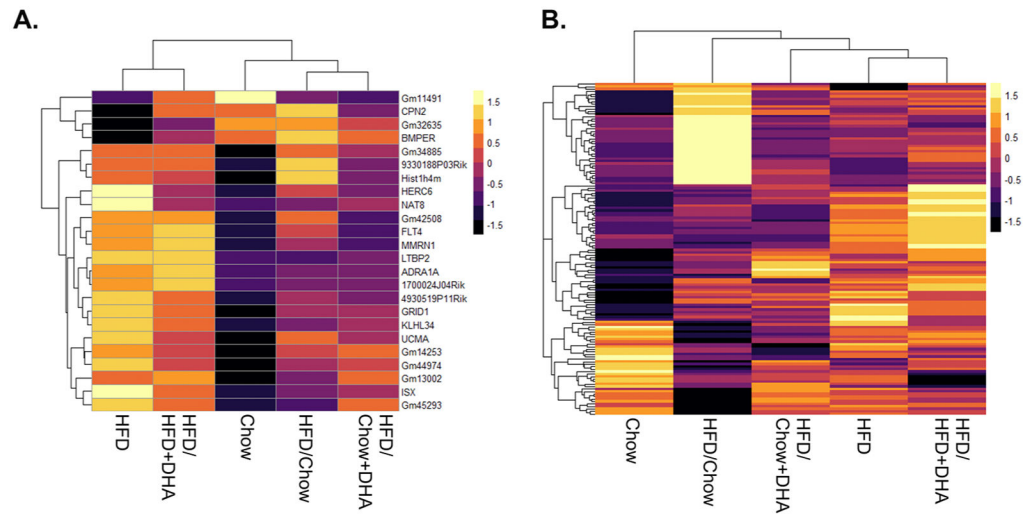 A.
B.
Gm11491
CPN2
Gm32635
BMPER
Gm34885
9330188P03Rik
Hist1h4m
HERC6
NAT8
Gm42508
FLT4
MMRN1
LTBP2
ADRA1A
1700024J04Rik
4930519P11Rik
GRID1
KLHL34
UCMA
Gm14253
Gm44974
Gm13002
ISX
Gm45293
1.5
1
0.5
0
-0.5
-1
-1.5
HFD
HFD/
HFD+DHA
Chow
HFD/Chow
HFD/
Chow+DHA
1.5
1
0.5
0
-0.5
-1
-1.5
Chow
HFD/Chow
HFD/
Chow+DHA
HFD
HFD/
HFD+DHA